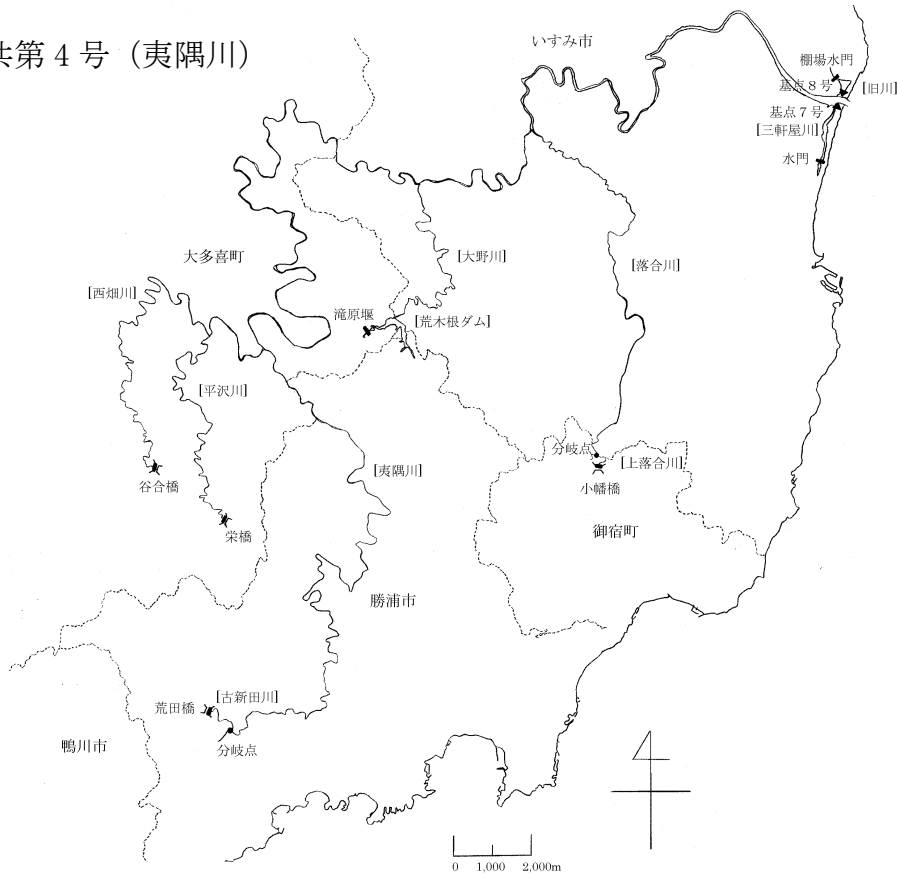 共第４号（夷隅川）
いすみ市
棚場水門
基点８号
[旧川]
基点７号
[三軒屋川]
水門
大多喜町
[大野川]
[落合川]
[西畑川]
滝原堰
[荒木根ダム]
[平沢川]
分岐点
[上落合川]
[夷隅川]
谷合橋
小幡橋
栄橋
御宿町
勝浦市
[古新田川]
荒田橋
鴨川市
分岐点
0 1,000 2,000m